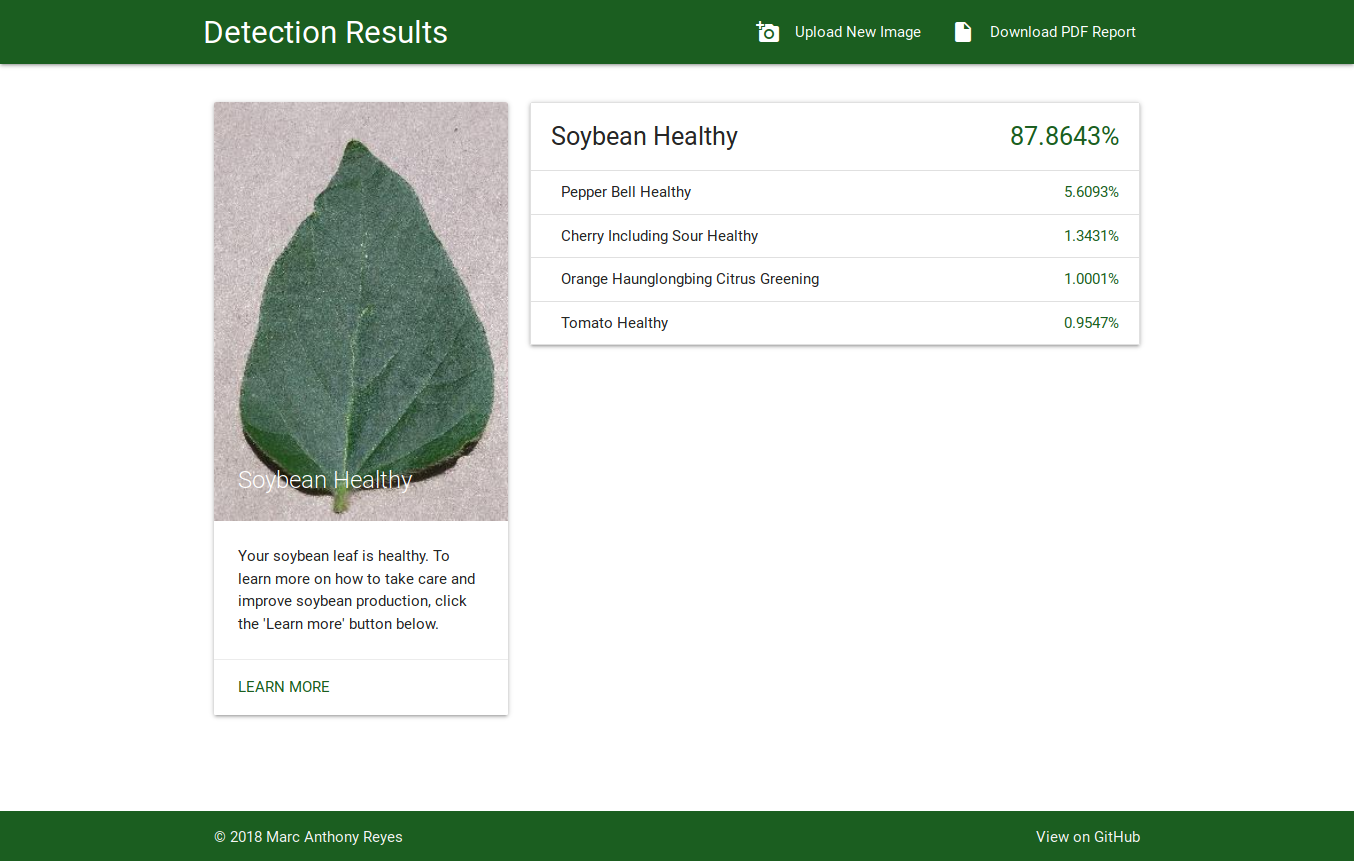 Detection Results
Upload New Image
Download PDF Report
Soybean Healthy
Your soybean leaf is healthy. To
learn more on how to take care and
improve soybean production, click
the 'Learn more' button below.
LEARN MORE
Soybean Healthy 87.8643%
Pepper Bell Healthy 5.6093%
Cherry Including Sour Healthy 1.3431%
Orange Haunglongbing Citrus Greening 1.0001%
Tomato Healthy 0.9547%
© 2018 Marc Anthony Reyes
View on GitHub